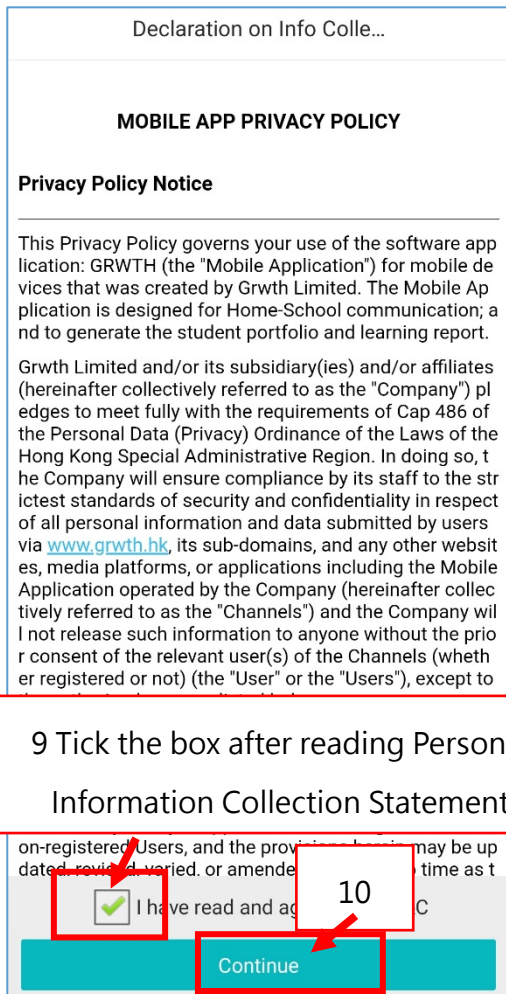 Declaration on Info Colle...
MOBILE APP PRIVACY POLICY
Privacy Policy Notice
This Privacy Policy governs your use of the software app
lication: GRWTH (the "Mobile Application") for mobile de
vices that was created by Grwth Limited. The Mobile Ap
plication is designed for Home-School communication; a
nd to generate the student portfolio and learning report.
Grwth Limited and/or its subsidiary(ies) and/or affiliates
(hereinafter collectively referred to as the "Company") pl
edges to meet fully with the requirements of Cap 486 of
the Personal Data (Privacy) Ordinance of the Laws of the
Hong Kong Special Administrative Region. In doing so, t
he Company will ensure compliance by its staff to the str
ictest standards of security and confidentiality in respect
of all personal information and data submitted by users
via www.grwth.hk, its sub-domains, and any other websit
es, media platforms, or applications including the Mobile
Application operated by the Company (hereinafter collec
tively referred to as the "Channels") and the Company wil
l not release such information to anyone without the prio
r consent of the relevant user(s) of the Channels (wheth
er registered or not) (the "User" or the "Users"), except to
9 Tick the box after reading Person
Information Collection Statement
on-registered Users, and the provisions herein may be up
dated, revised, varied, or amende time as t
I have read and ag C
10
Continue